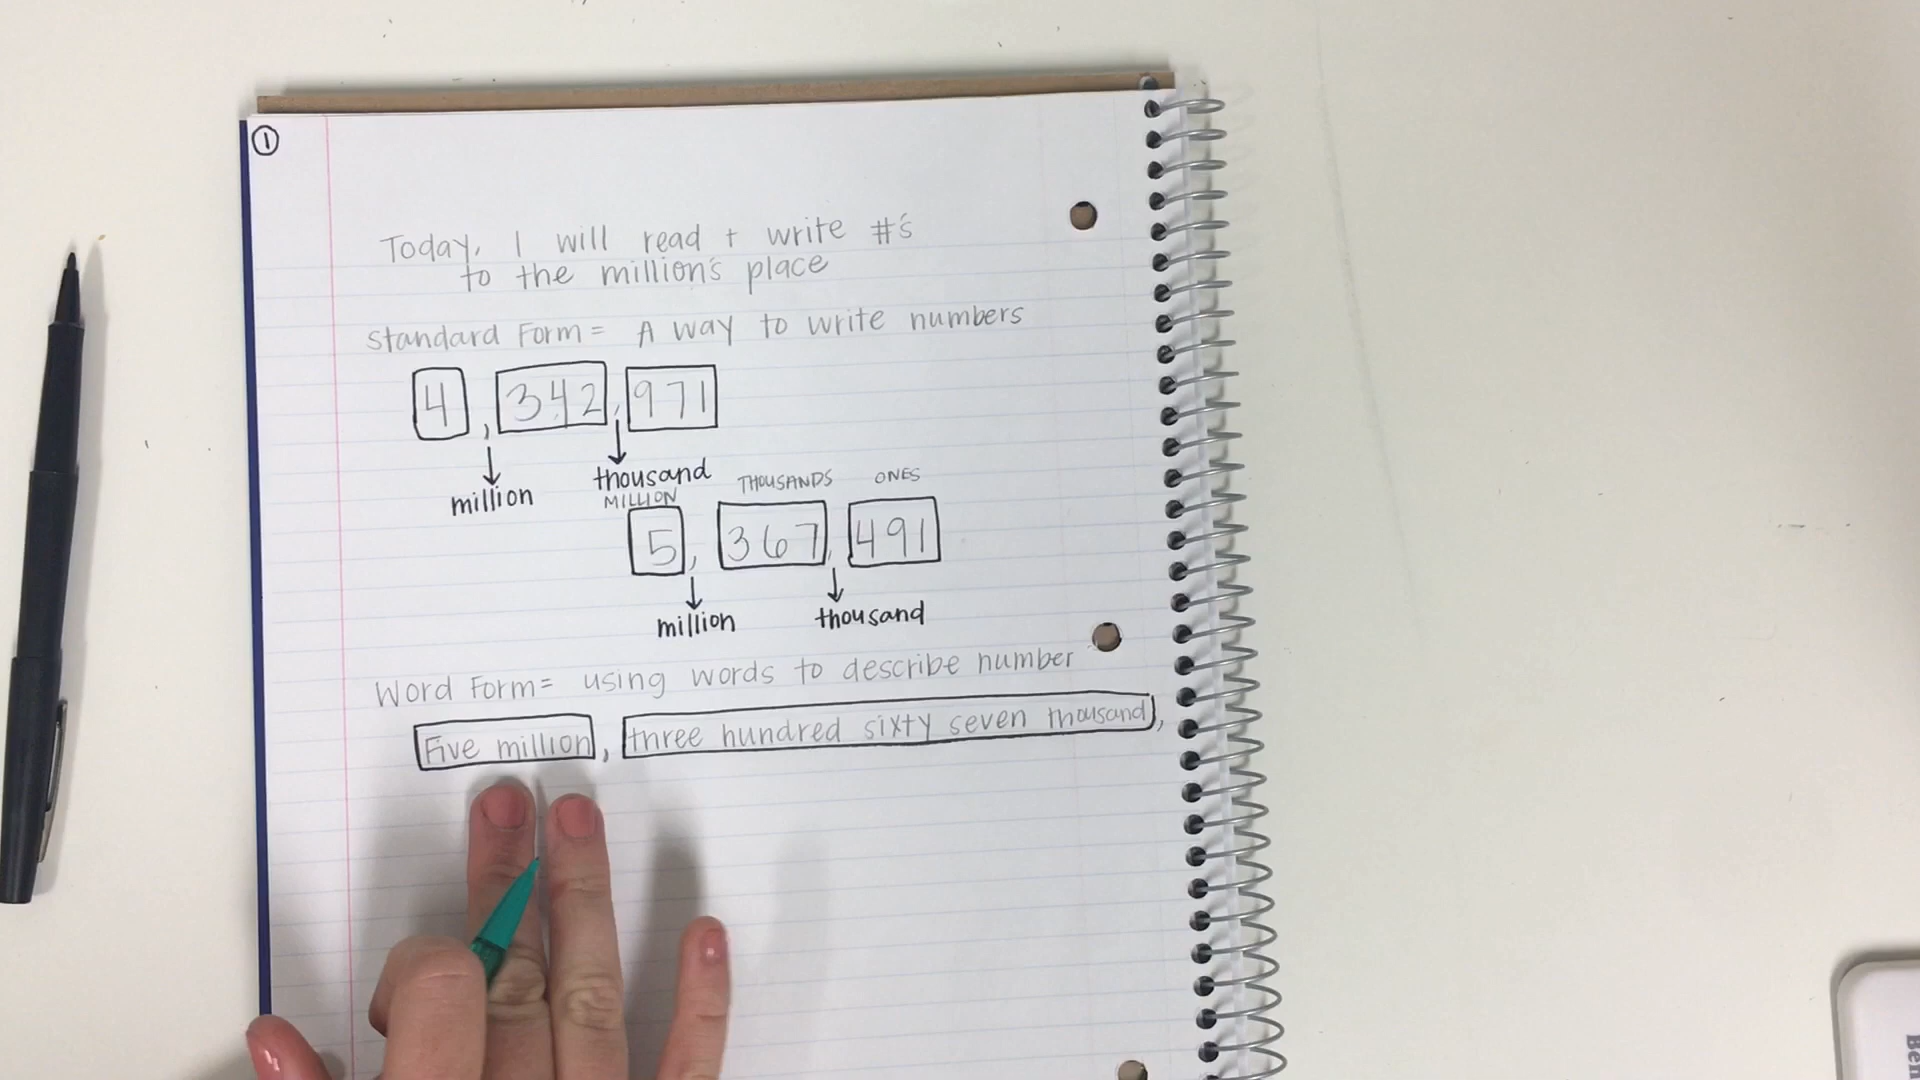 1
Today, I will read + write #'s
to the million's place
Standard Form = A way to write numbers
4, 342, 971
million thousand
MILLION THOUSANDS ONES
5, 367, 491
million thousand
Word Form = using words to describe number
Five million, three hundred sixty seven thousand,